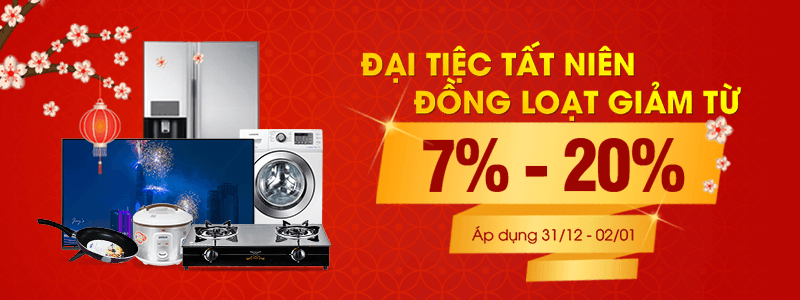 ĐẠI TIỆC TẤT NIÊN
ĐỒNG LOẠT GIẢM TỪ
7% - 20%
Áp dụng 31/12 - 02/01